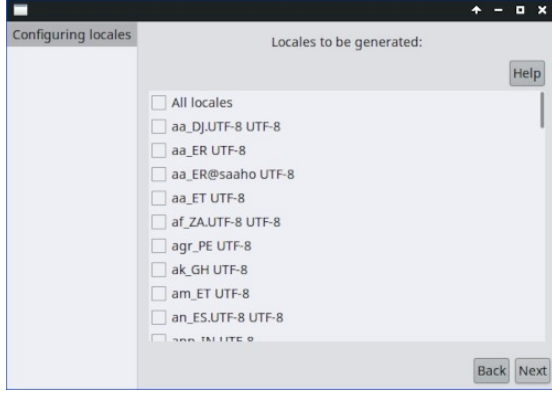 Configuring locales
Locales to be generated:
Help
All locales
aa_DJ.UTF-8 UTF-8
aa_ER UTF-8
aa_ER@saaho UTF-8
aa_ET UTF-8
af_ZA.UTF-8 UTF-8
agr_PE UTF-8
ak_GH UTF-8
am_ET UTF-8
an_ES.UTF-8 UTF-8
Back Next